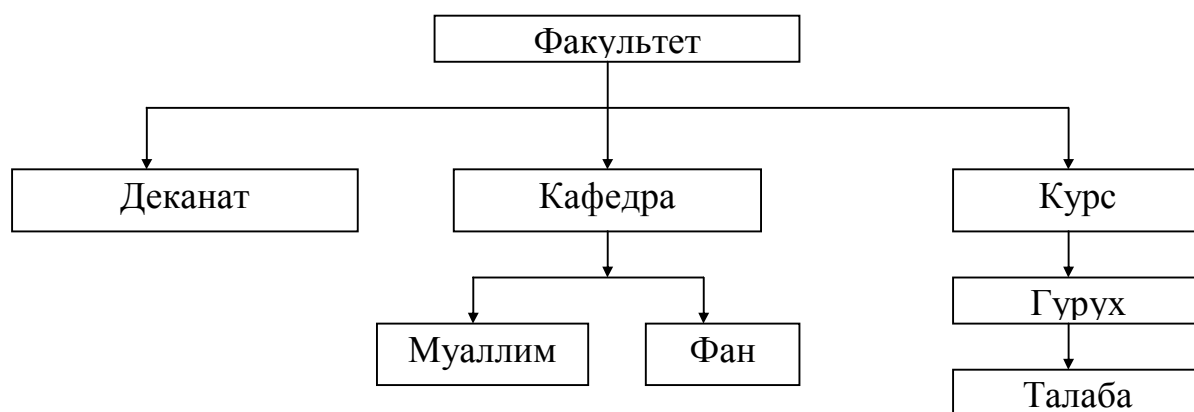 Факультет
Деканат
Кафедра
Курс
Муаллим
Фан
Гурух
Талаба